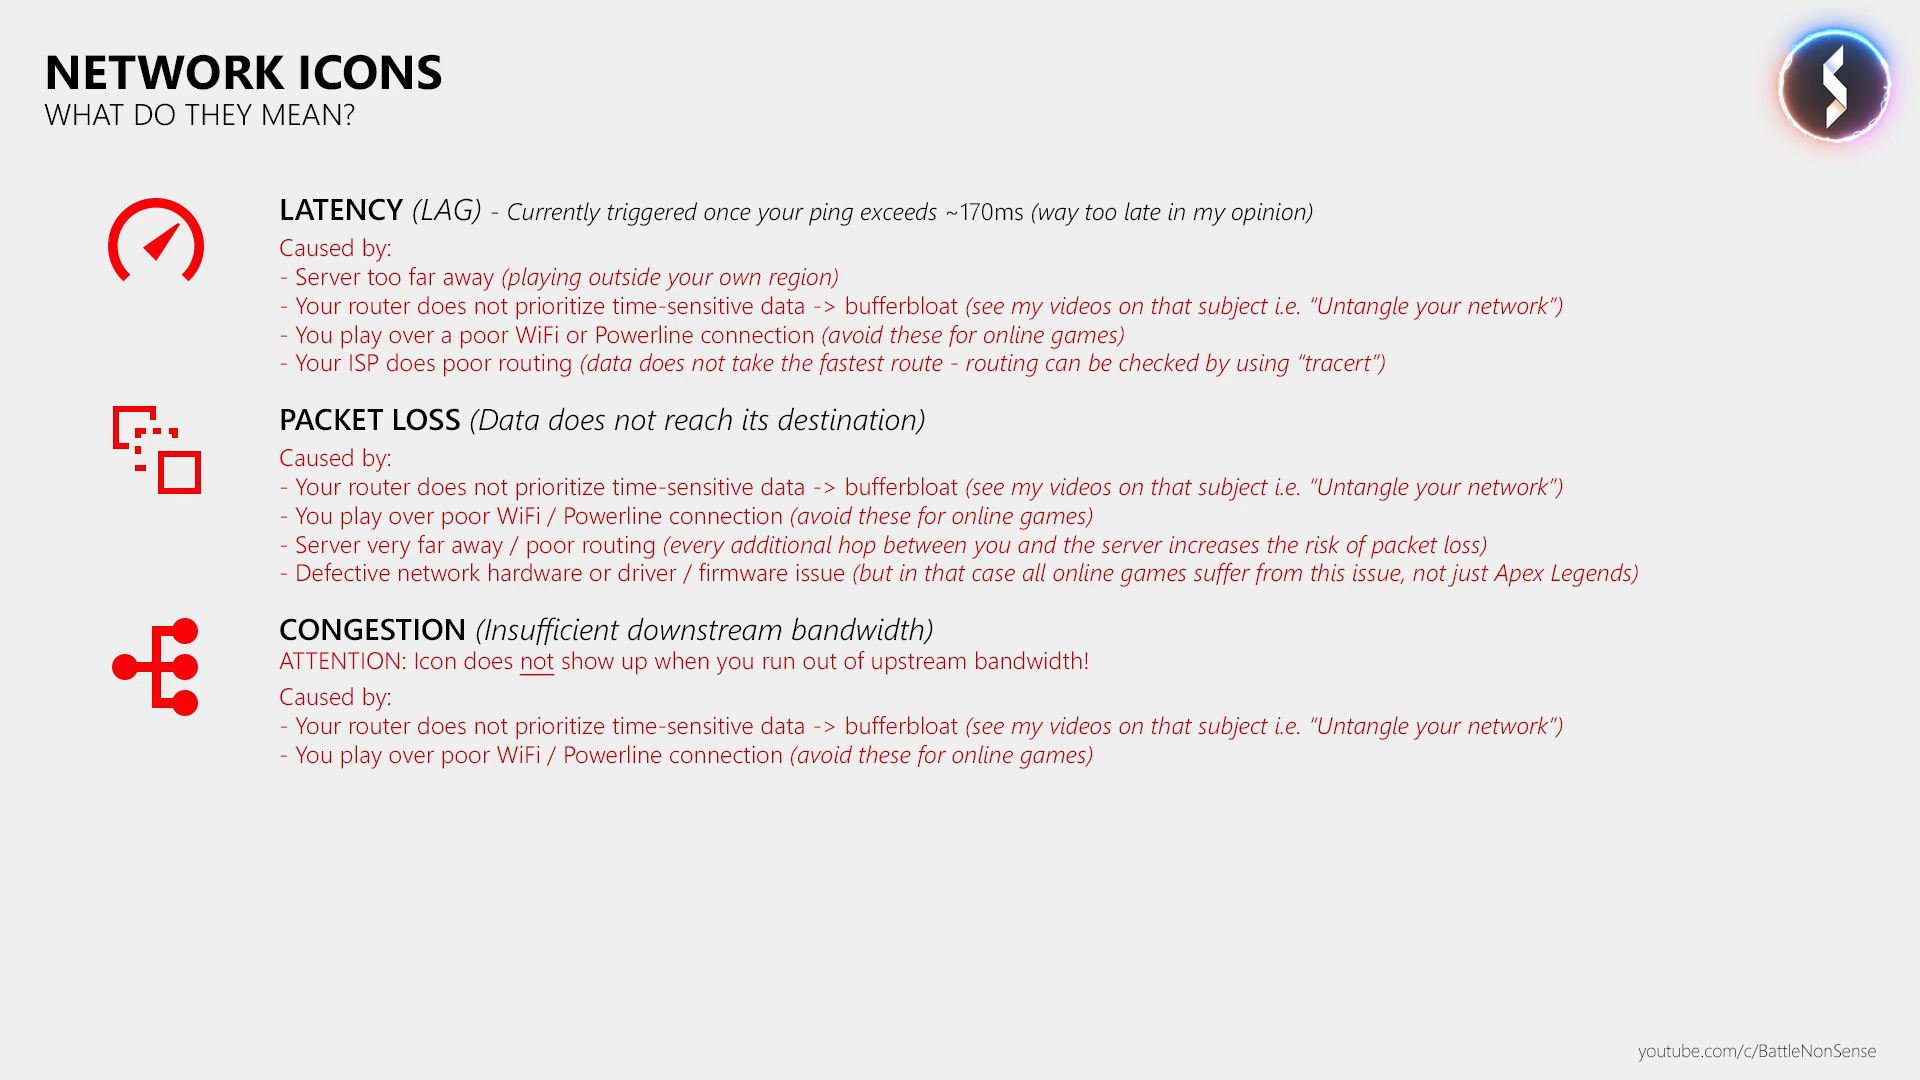 NETWORK ICONS
WHAT DO THEY MEAN?
LATENCY (LAG) - Currently triggered once your ping exceeds ~170ms (way too late in my opinion)
Caused by:
- Server too far away (playing outside your own region)
- Your router does not prioritize time-sensitive data -> bufferbloat (see my videos on that subject i.e. “Untangle your network”)
- You play over a poor WiFi or Powerline connection (avoid these for online games)
- Your ISP does poor routing (data does not take the fastest route - routing can be checked by using “tracert”)
PACKET LOSS (Data does not reach its destination)
Caused by:
- Your router does not prioritize time-sensitive data -> bufferbloat (see my videos on that subject i.e. “Untangle your network”)
- You play over poor WiFi / Powerline connection (avoid these for online games)
- Server very far away / poor routing (every additional hop between you and the server increases the risk of packet loss)
- Defective network hardware or driver / firmware issue (but in that case all online games suffer from this issue, not just Apex Legends)
CONGESTION (Insufficient downstream bandwidth)
ATTENTION: Icon does not show up when you run out of upstream bandwidth!
Caused by:
- Your router does not prioritize time-sensitive data -> bufferbloat (see my videos on that subject i.e. “Untangle your network”)
- You play over poor WiFi / Powerline connection (avoid these for online games)
youtube.com/c/BattleNonSense